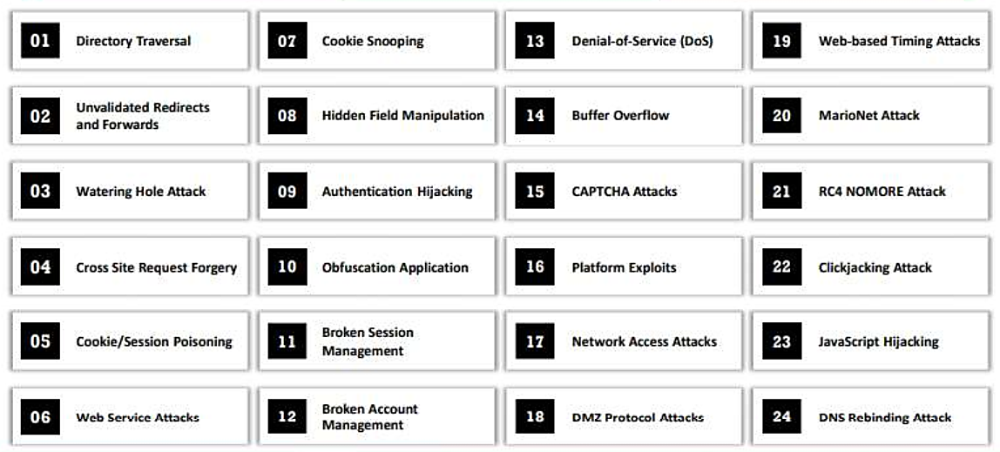 01 Directory Traversal
07 Cookie Snooping
13 Denial-of-Service (DoS)
19 Web-based Timing Attacks
02 Unvalidated Redirects
and Forwards
08 Hidden Field Manipulation
14 Buffer Overflow
20 MarioNet Attack
03 Watering Hole Attack
09 Authentication Hijacking
15 CAPTCHA Attacks
21 RC4 NOMORE Attack
04 Cross Site Request Forgery
10 Obfuscation Application
16 Platform Exploits
22 Clickjacking Attack
05 Cookie/Session Poisoning
11 Broken Session
Management
17 Network Access Attacks
23 JavaScript Hijacking
06 Web Service Attacks
12 Broken Account
Management
18 DMZ Protocol Attacks
24 DNS Rebinding Attack